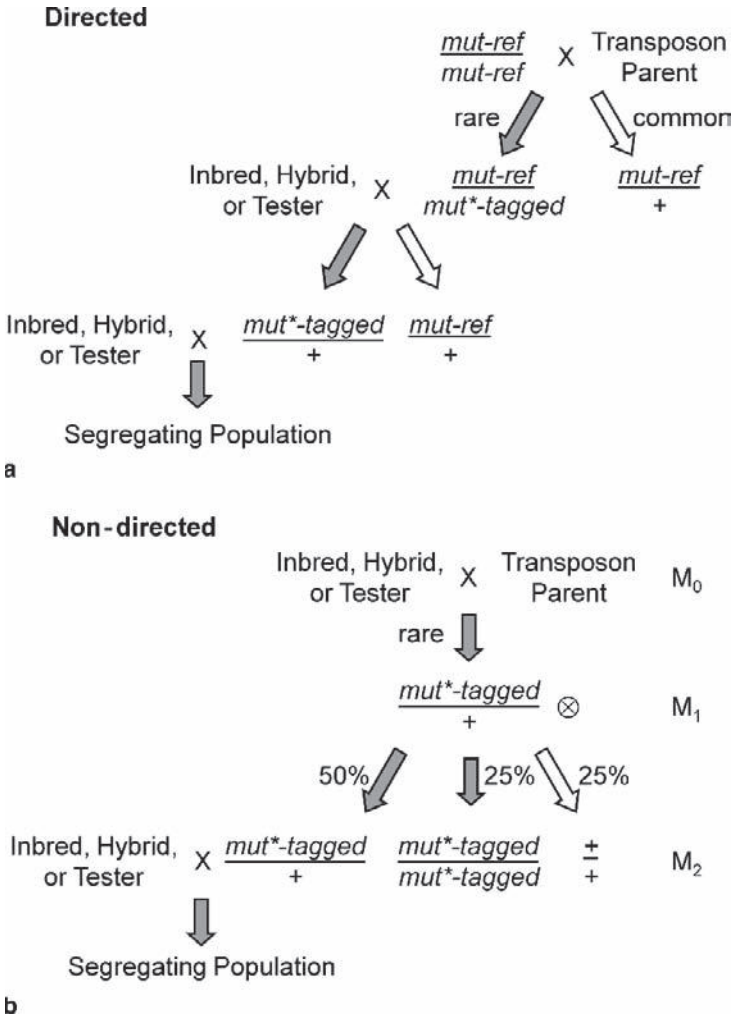 Directed
mut-ref X Transposon
mut-ref Parent
rare common
Inbred, Hybrid, X mut-ref mut-ref
or Tester mut*-tagged +
Inbred, Hybrid, X mut*-tagged mut-ref
or Tester + +
Segregating Population
a
Non-directed
Inbred, Hybrid, X Transposon M₀
or Tester Parent
rare
mut*-tagged ⊗ M₁
+
50% 25% 25%
Inbred, Hybrid, X mut*-tagged mut*-tagged + M₂
or Tester + mut*-tagged +
Segregating Population
b